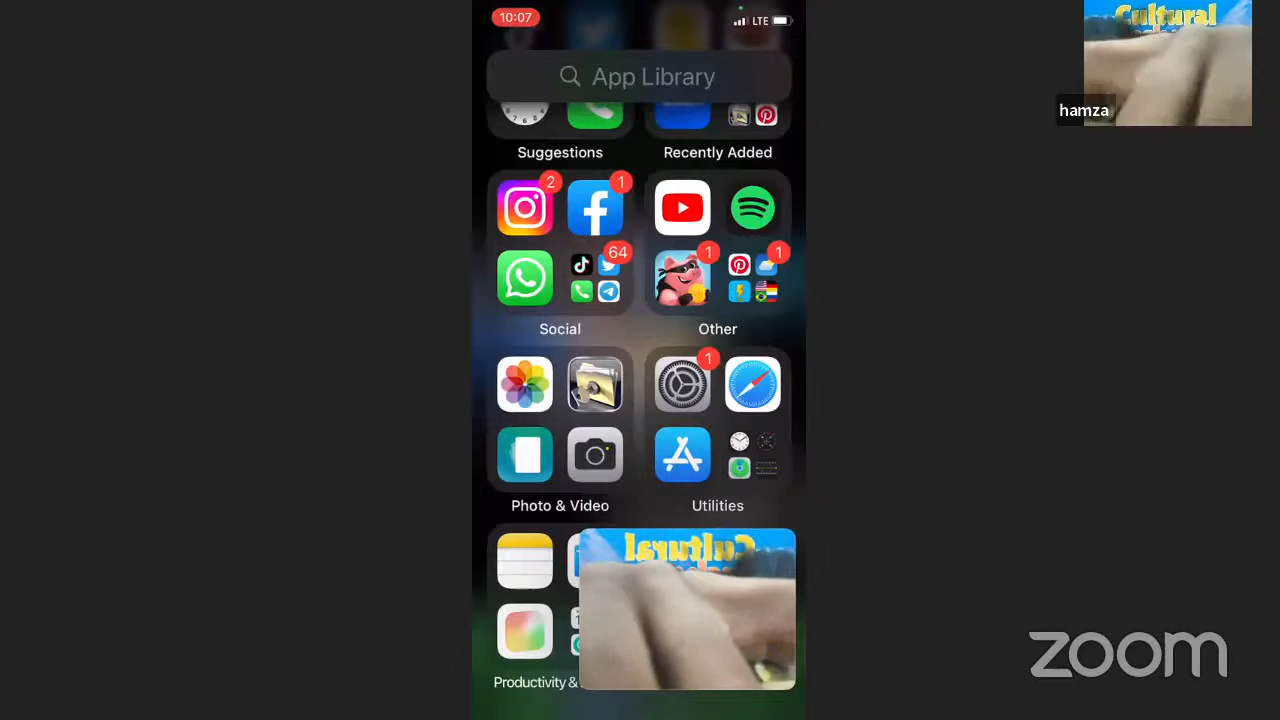 10:07
LTE
Cultural
App Library
hamza
Suggestions
Recently Added
2
1
64
1
1
Social
Other
1
Photo & Video
Utilities
Cultural
Productivity &
zoom